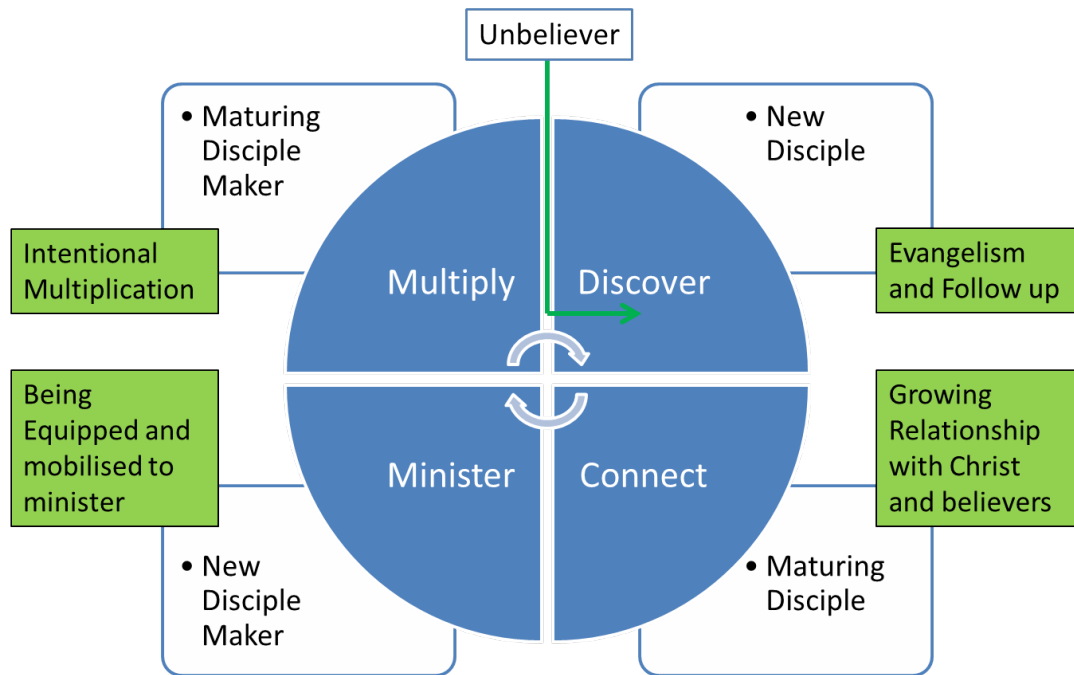 Unbeliever
• Maturing
Disciple
Maker
• New
Disciple
Intentional
Multiplication
Multiply
Discover
Evangelism
and Follow up
Being
Equipped and
mobilised to
minister
Minister
Connect
Growing
Relationship
with Christ
and believers
• New
Disciple
Maker
• Maturing
Disciple